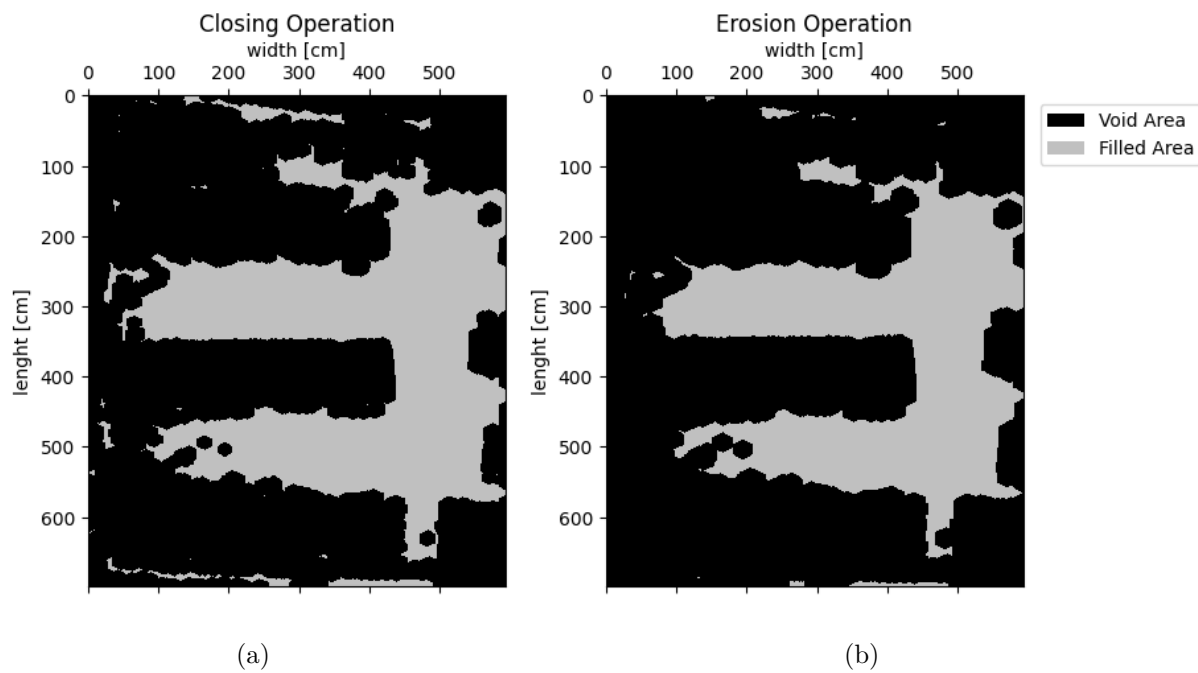 Closing Operation
width [cm]
0 100 200 300 400 500
0
100
200
300
400
500
600
lenght [cm]
(a)
Erosion Operation
width [cm]
0 100 200 300 400 500
0
100
200
300
400
500
600
lenght [cm]
(b)
Void Area
Filled Area